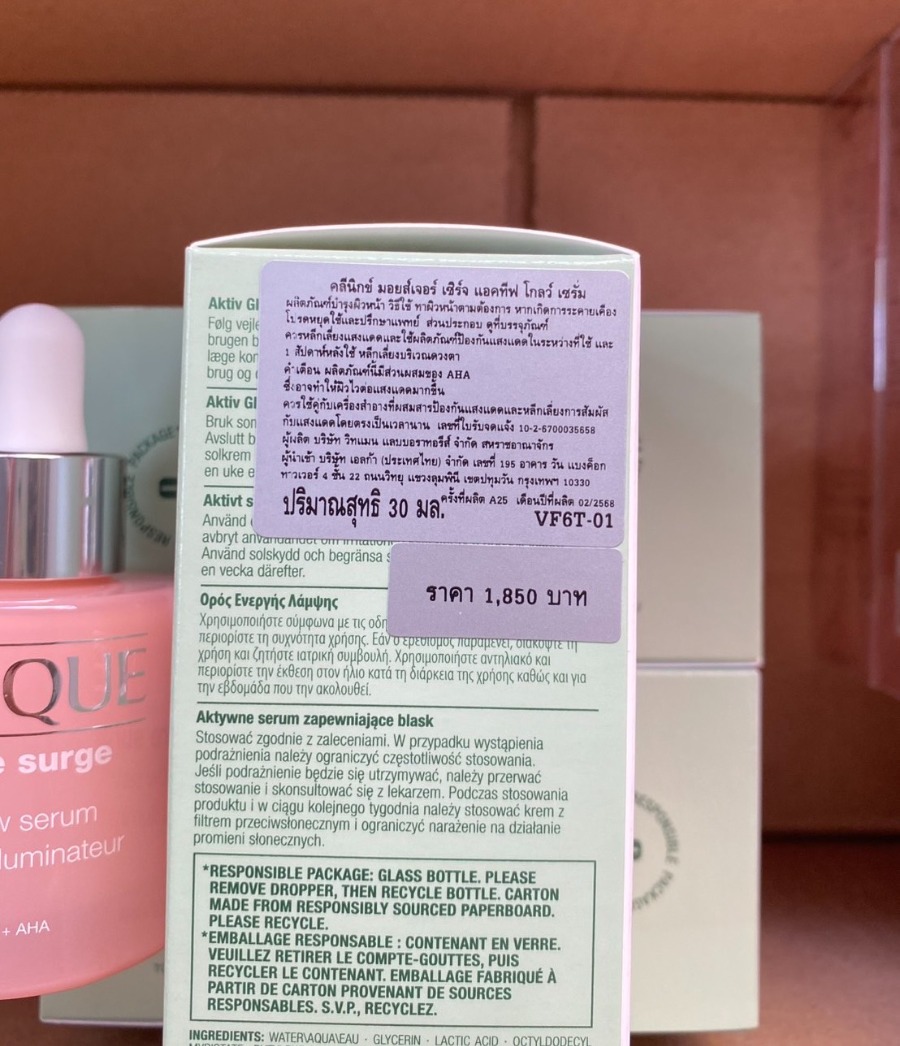 คลีนิกข์ มอยส์เจอร์ เซิร์จ แอคทีฟ โกลว์ เซรั่ม
ผลิตภัณฑ์บำรุงผิวหน้า วิธีใช้ ทาผิวหน้าตามต้องการ หากเกิดการระคายเคือง
โปรดหยุดใช้และปรึกษาแพทย์ ส่วนประกอบ ดูที่บรรจุภัณฑ์
ควรหลีกเลี่ยงแสงแดดและใช้ผลิตภัณฑ์ป้องกันแสงแดดในระหว่างที่ใช้ และ
1 สัปดาห์หลังใช้ หลีกเลี่ยงบริเวณดวงตา
คำเตือน ผลิตภัณฑ์นี้มีส่วนผสมของ AHA
ซึ่งอาจทำให้ผิวไวต่อแสงแดดมากขึ้น
ควรใช้คู่กับเครื่องสำอางที่ผสมสารป้องกันแสงแดดและหลีกเลี่ยงการสัมผัส
กับแสงแดดโดยตรงเป็นเวลานาน เลขที่ใบรับจดแจ้ง 10-2-6700035658
ผู้ผลิต บริษัท วิทแมน แลบบอราทอรีส์ จำกัด สหราชอาณาจักร
ผู้นำเข้า บริษัท เอลก้า (ประเทศไทย) จำกัด เลขที่ 195 อาคาร วัน แบงค็อก
ทาวเวอร์ 4 ชั้น 22 ถนนวิทยุ แขวงลุมพินี เขตปทุมวัน กรุงเทพฯ 10330
ปริมาณสุทธิ 30 มล. ครั้งที่ผลิต A25 เดือนปีที่ผลิต 02/2568
VF6T-01
ราคา 1,850 บาท
Aktiv Gl
Følg vejle
brugen b
læge kon
brug og
Aktiv Gl
Bruk son
Avslutt b
solkrem
en uke e
Aktivt s
Använd
avbryt användandet om
Använd solskydd och begränsa s
en vecka därefter.
Ορός Ενεργής Λάμψης
Χρησιμοποιήστε σύμφωνα με τις οδη
περιορίστε τη συχνότητα χρήσης. Εάν ο ερεθισμός παραμένει, διακόψτε τη
χρήση και ζητήστε ιατρική συμβουλή. Χρησιμοποιήστε αντηλιακό και
περιορίστε την έκθεση στον ήλιο κατά τη διάρκεια της χρήσης καθώς και για
την εβδομάδα που την ακολουθεί.
Aktywne serum zapewniające blask
Stosować zgodnie z zaleceniami. W przypadku wystąpienia
podrażnienia należy ograniczyć częstotliwość stosowania.
Jeśli podrażnienie będzie się utrzymywać, należy przerwać
stosowanie i skonsultować się z lekarzem. Podczas stosowania
produktu i w ciągu kolejnego tygodnia należy stosować krem z
filtrem przeciwsłonecznym i ograniczyć narażenie na działanie
promieni słonecznych.
*RESPONSIBLE PACKAGE: GLASS BOTTLE. PLEASE
REMOVE DROPPER, THEN RECYCLE BOTTLE. CARTON
MADE FROM RESPONSIBLY SOURCED PAPERBOARD.
PLEASE RECYCLE.
*EMBALLAGE RESPONSABLE : CONTENANT EN VERRE.
VEUILLEZ RETIRER LE COMPTE-GOUTTES, PUIS
RECYCLER LE CONTENANT. EMBALLAGE FABRIQUÉ À
PARTIR DE CARTON PROVENANT DE SOURCES
RESPONSABLES. S.V.P., RECYCLEZ.
INGREDIENTS: WATER\AQUA\EAU · GLYCERIN · LACTIC ACID · OCTYLDODECYL
QUE
e surge
w serum
luminateur
+ AHA
RESPONSIBLE PACKAGE
RESPONSIBLE PACKAG